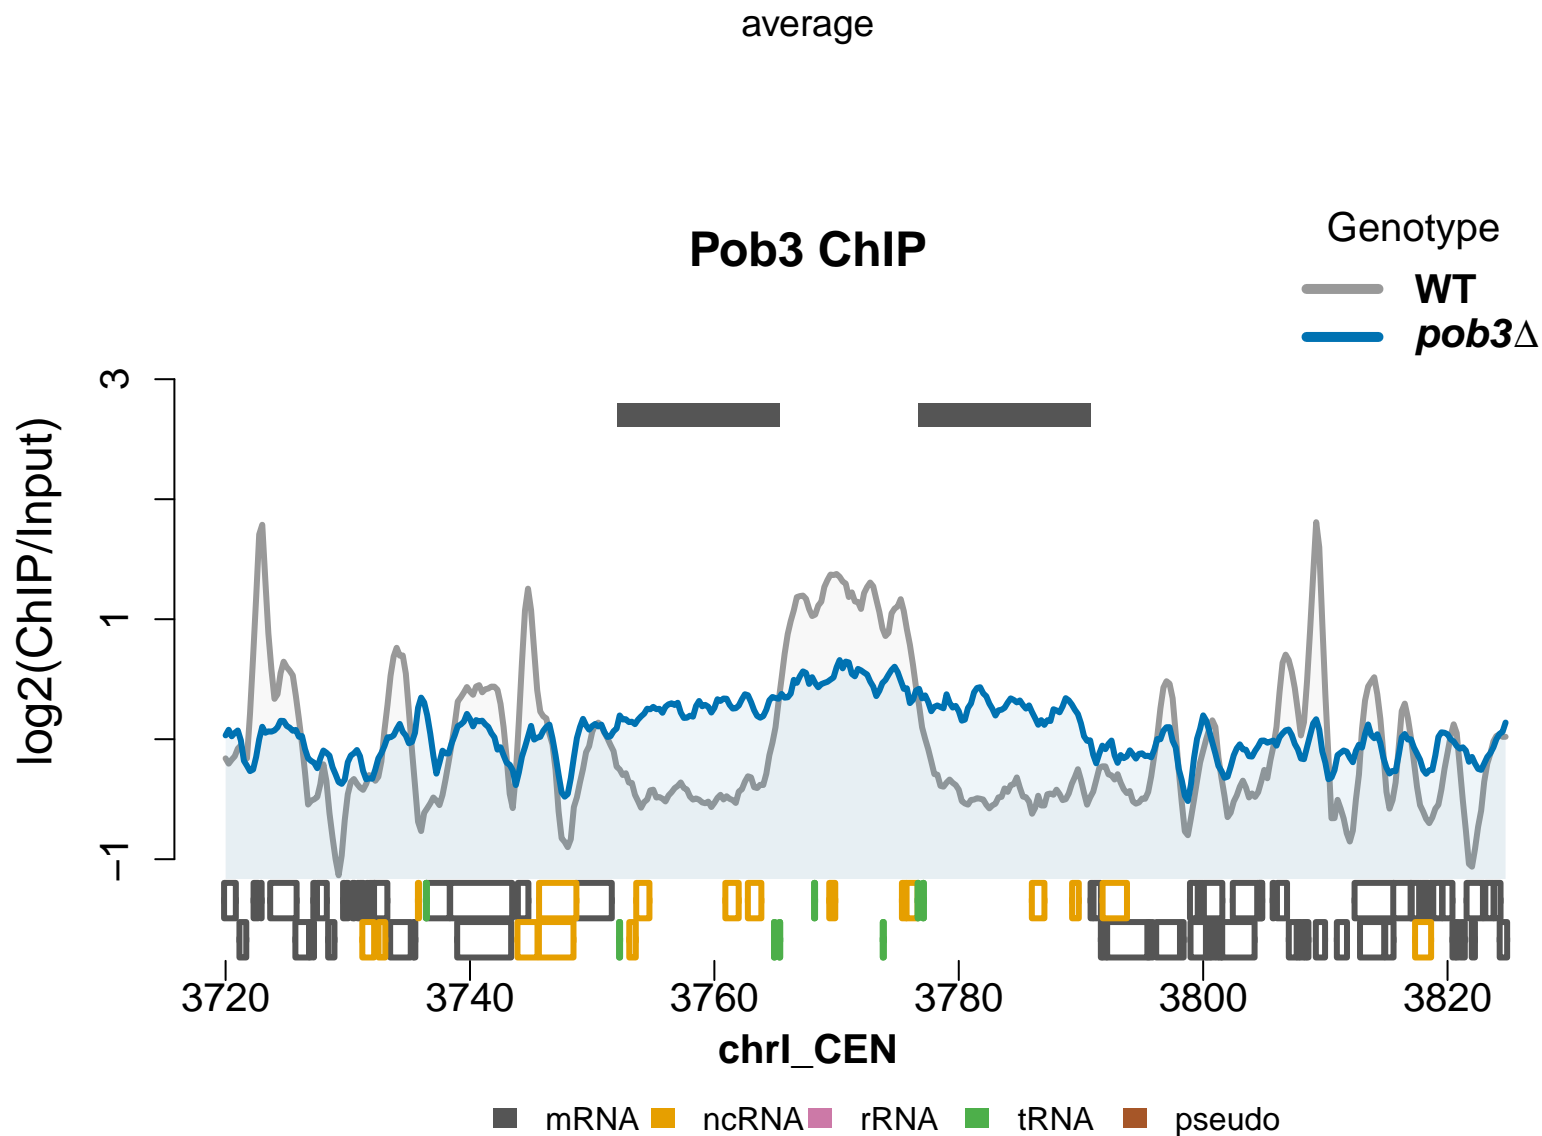 average
Pob3 ChIP
Genotype
WT
pob3Δ
log2(ChIP/Input)
3
1
−1
3720 3740 3760 3780 3800 3820
chrI_CEN
mRNA ncRNA rRNA tRNA pseudo